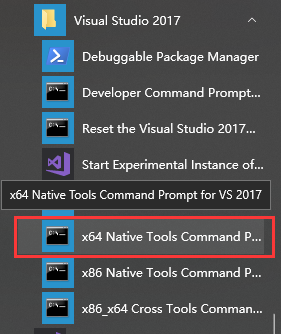 Visual Studio 2017
Debuggable Package Manager
Developer Command Prompt...
Reset the Visual Studio 2017...
Start Experimental Instance of
x64 Native Tools Command Prompt for VS 2017
x64 Native Tools Command P...
x86 Native Tools Command P...
x86_x64 Cross Tools Comman...